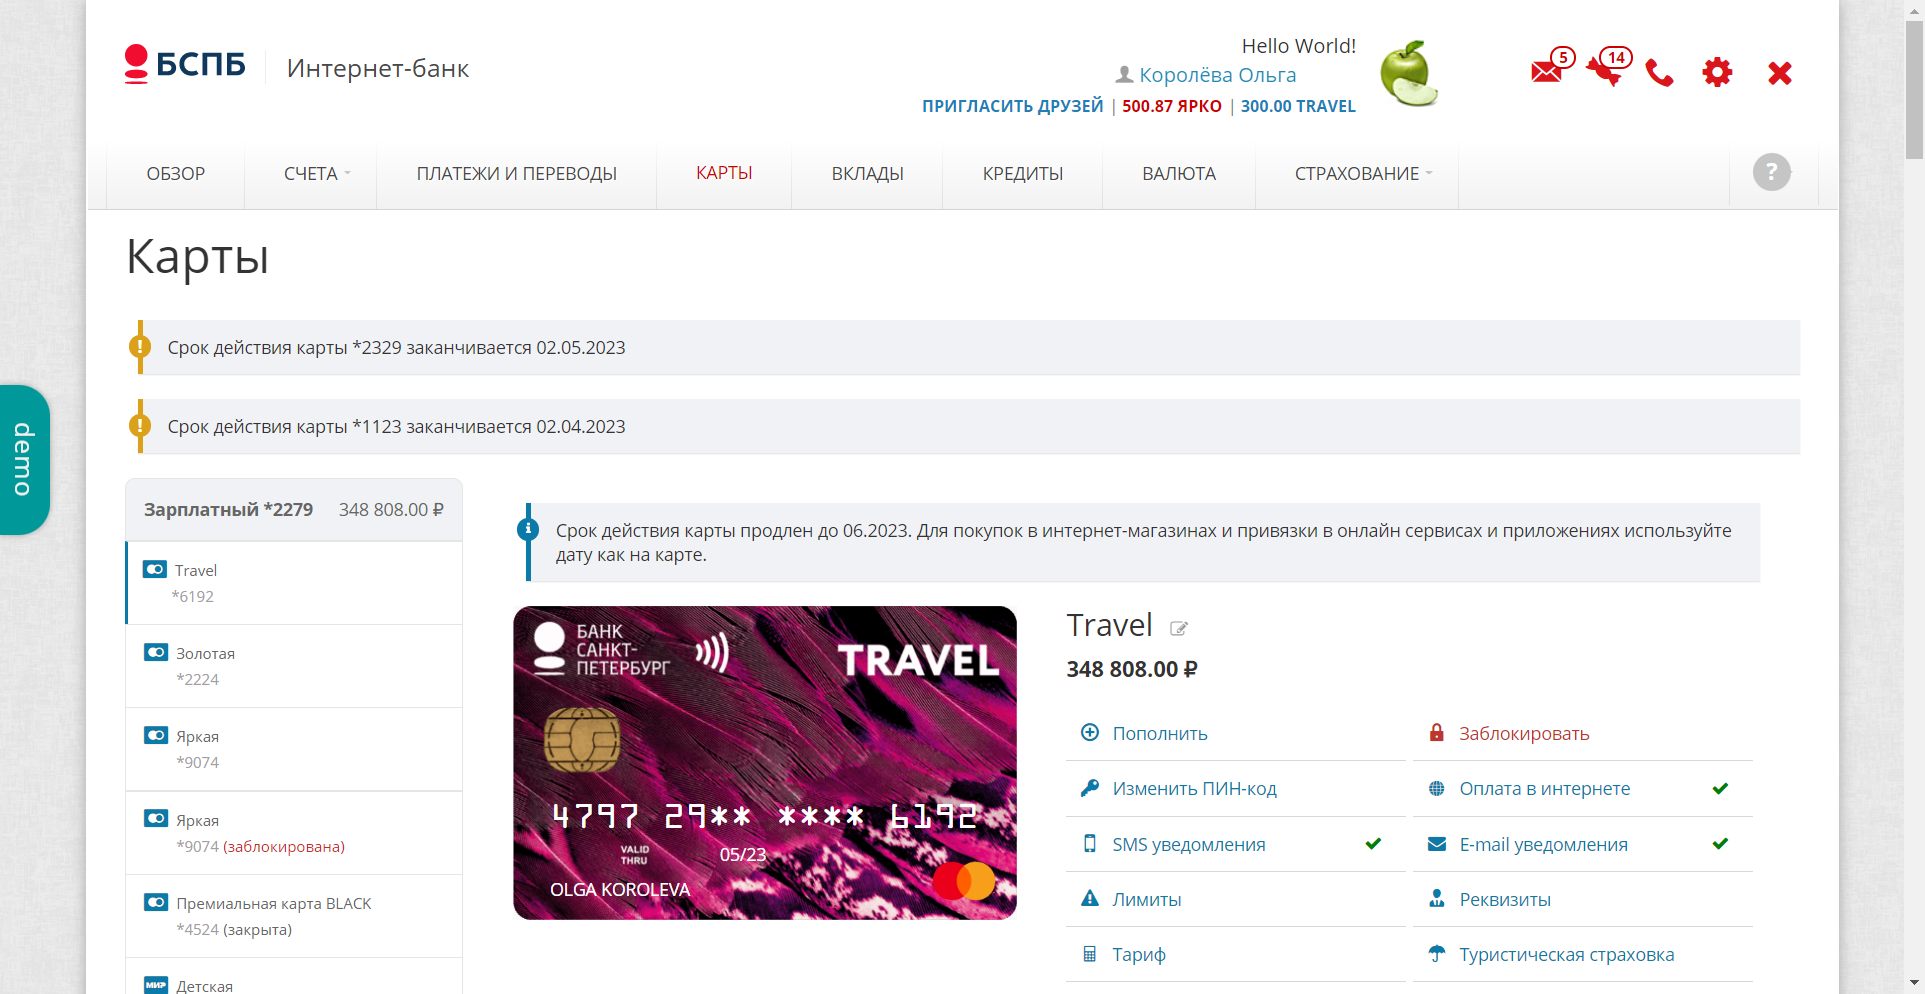 БСПБ
Интернет-банк
Hello World!
Королёва Ольга
ПРИГЛАСИТЬ ДРУЗЕЙ | 500.87 ЯРКО | 300.00 TRAVEL
5
14
ОБЗОР
СЧЕТА
ПЛАТЕЖИ И ПЕРЕВОДЫ
КАРТЫ
ВКЛАДЫ
КРЕДИТЫ
ВАЛЮТА
СТРАХОВАНИЕ
?
Карты
Срок действия карты *2329 заканчивается 02.05.2023
Срок действия карты *1123 заканчивается 02.04.2023
demo
Зарплатный *2279 348 808.00 ₽
Travel
*6192
Золотая
*2224
Яркая
*9074
Яркая
*9074 (заблокирована)
Премиальная карта BLACK
*4524 (закрыта)
МИР Детская
Срок действия карты продлен до 06.2023. Для покупок в интернет-магазинах и привязки в онлайн сервисах и приложениях используйте
дату как на карте.
БАНК
САНКТ-
ПЕТЕРБУРГ
TRAVEL
4797 29** **** 6192
VALID
THRU
05/23
OLGA KOROLEVA
Travel
348 808.00 ₽
Пополнить
Заблокировать
Изменить ПИН-код
Оплата в интернете
SMS уведомления
E-mail уведомления
Лимиты
Реквизиты
Тариф
Туристическая страховка